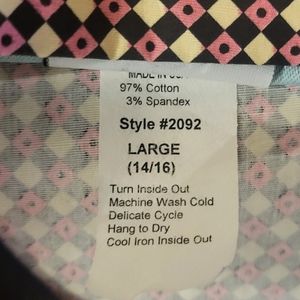 MADE IN USA
97% Cotton
3% Spandex
Style #2092
LARGE
(14/16)
Turn Inside Out
Machine Wash Cold
Delicate Cycle
Hang to Dry
Cool Iron Inside Out